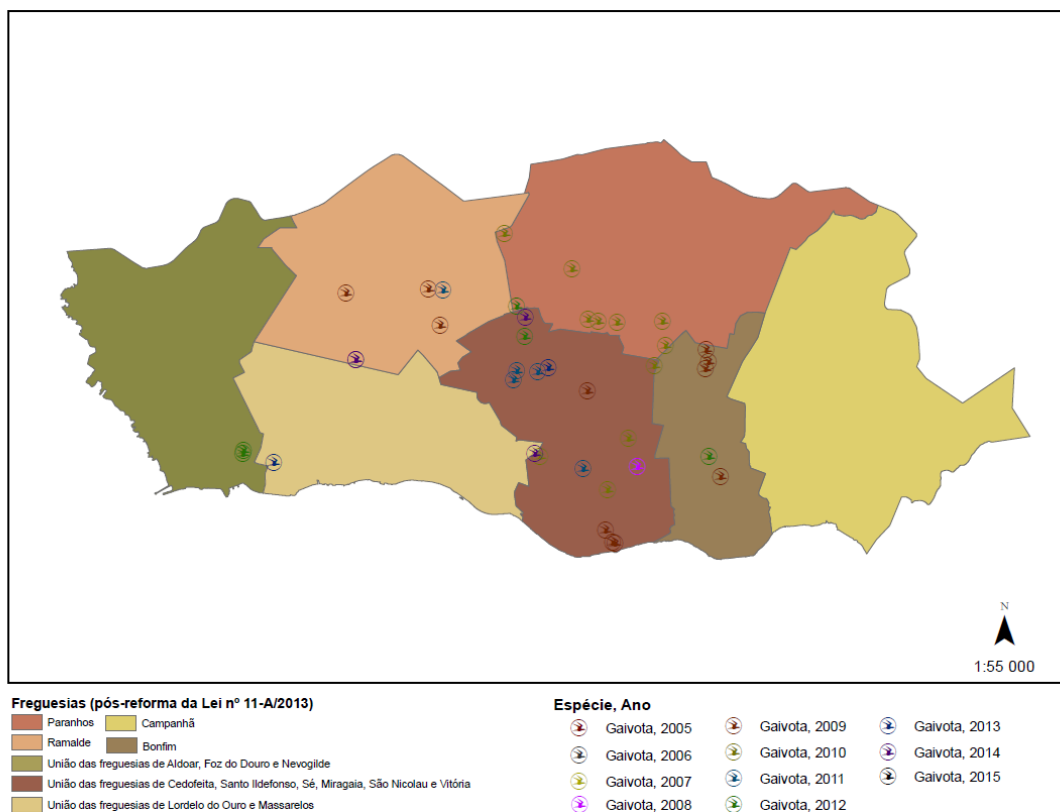 N
1:55 000
Freguesias (pós-reforma da Lei nº 11-A/2013)
Paranhos
Campanhã
Ramalde
Bonfim
União das freguesias de Aldoar, Foz do Douro e Nevogilde
União das freguesias de Cedofeita, Santo Ildefonso, Sé, Miragaia, São Nicolau e Vitória
União das freguesias de Lordelo do Ouro e Massarelos
Espécie, Ano
Gaivota, 2005
Gaivota, 2006
Gaivota, 2007
Gaivota, 2008
Gaivota, 2009
Gaivota, 2010
Gaivota, 2011
Gaivota, 2012
Gaivota, 2013
Gaivota, 2014
Gaivota, 2015